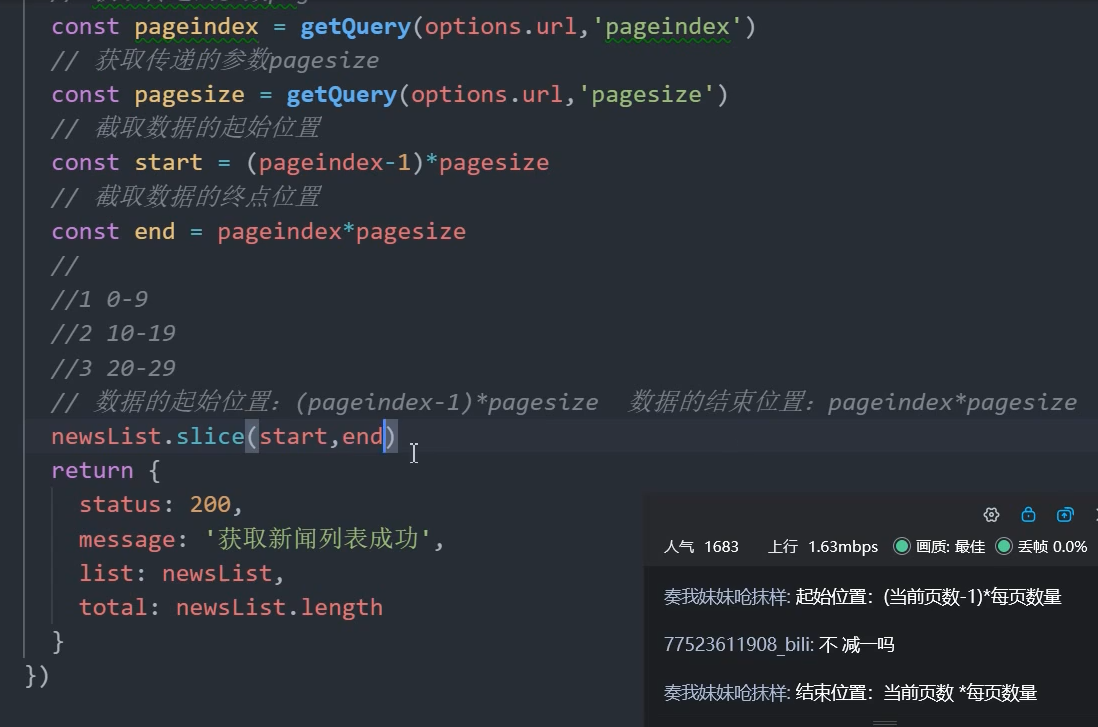 const pageindex = getQuery(options.url,'pageindex')
// 获取传递的参数pagesize
const pagesize = getQuery(options.url,'pagesize')
// 截取数据的起始位置
const start = (pageindex-1)*pagesize
// 截取数据的终点位置
const end = pageindex*pagesize
//
//1 0-9
//2 10-19
//3 20-29
// 数据的起始位置：(pageindex-1)*pagesize  数据的结束位置：pageindex*pagesize
newsList.slice(start,end)
return {
status: 200,
message: '获取新闻列表成功',
list: newsList,
total: newsList.length
}
})
人气 1683 上行 1.63mbps 画质: 最佳 丢帧 0.0%
奏我妹妹呛抹样: 起始位置：(当前页数-1)*每页数量
77523611908_bili: 不 减一吗
奏我妹妹呛抹样: 结束位置：当前页数 *每页数量